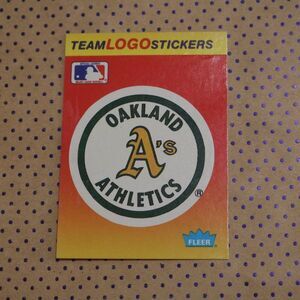 TEAM LOGO STICKERS
OAKLAND
A's
ATHLETICS
®
FLEER